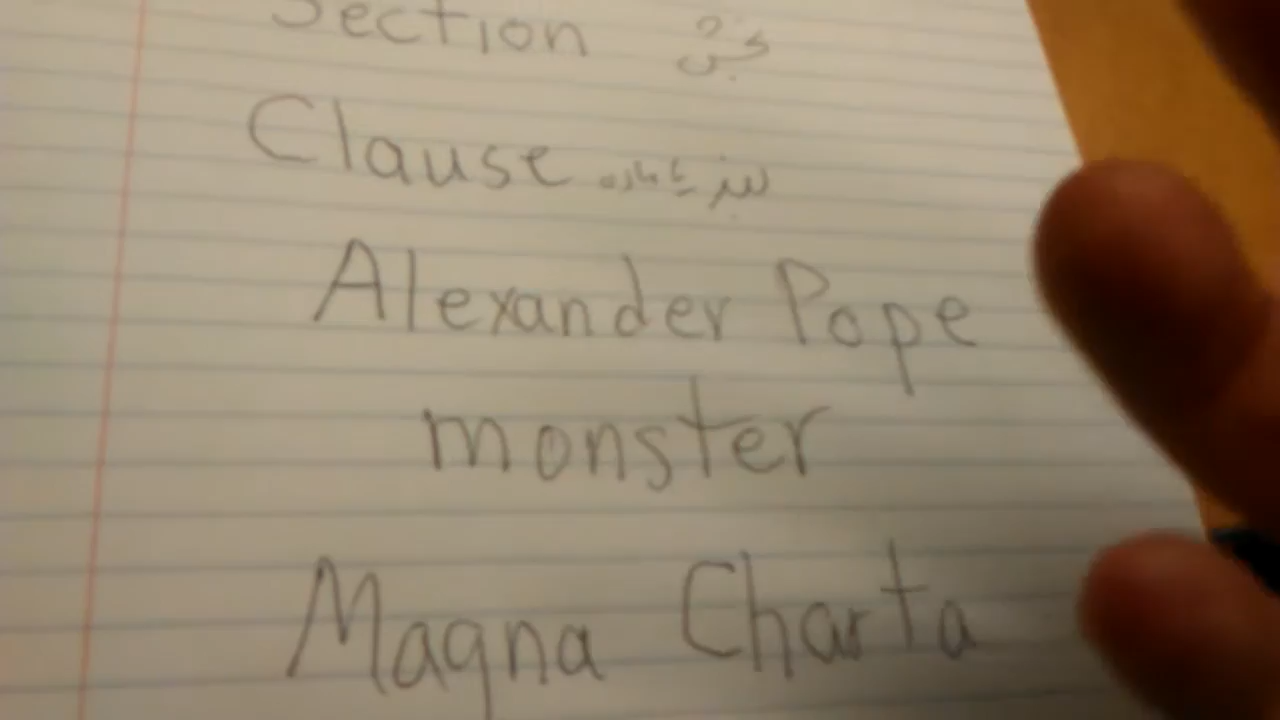 Section
Clause
Alexander Pope
monster
Magna Charta